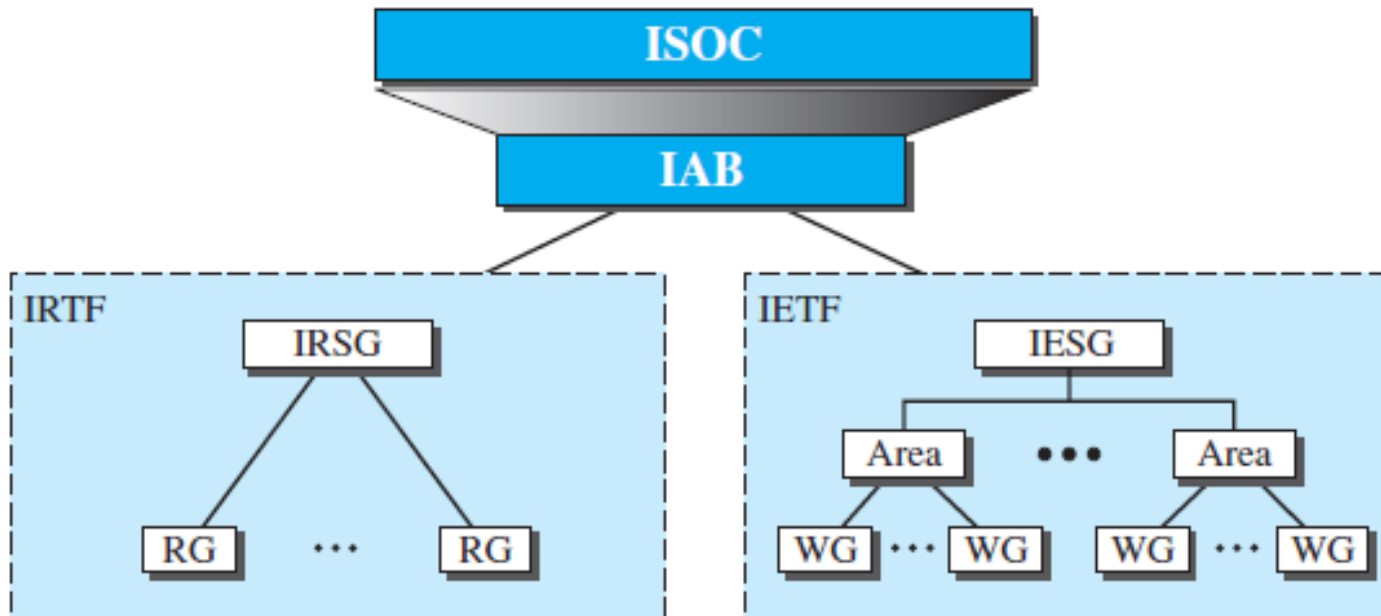 ISOC
IAB
IRTF
IRSG
RG ... RG
IETF
IESG
Area ... Area
WG ... WG WG ... WG